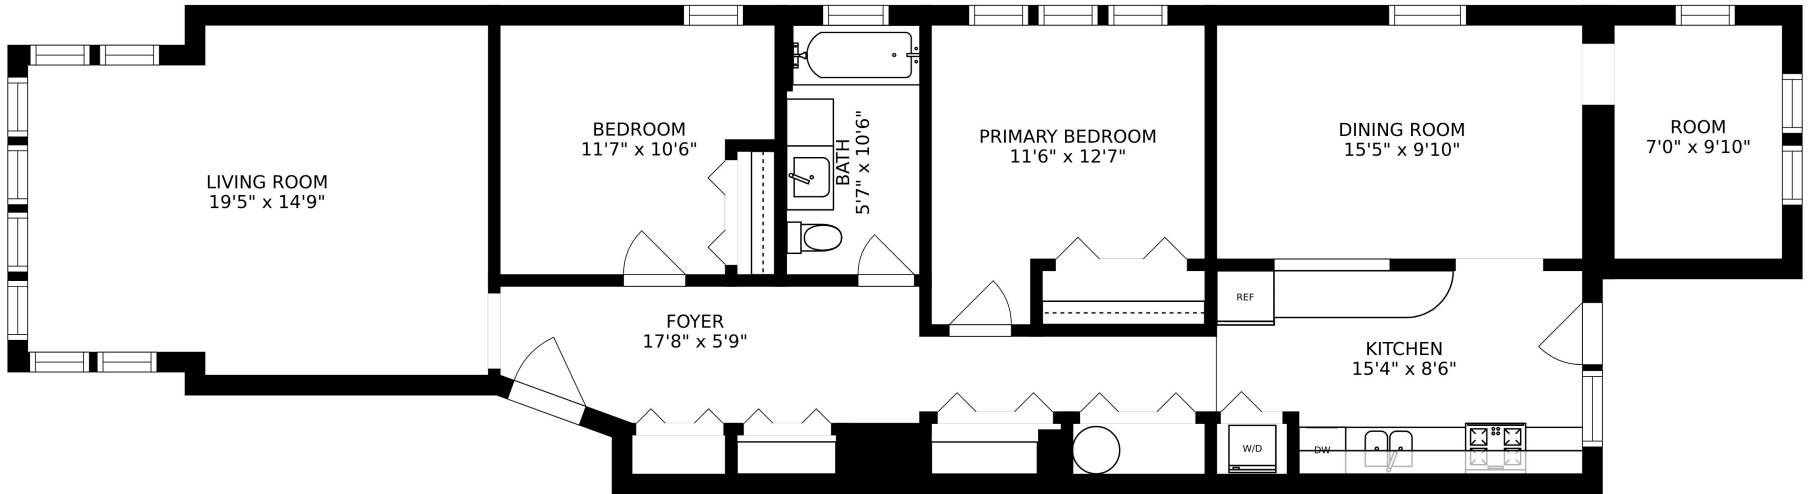 LIVING ROOM
19'5" x 14'9"
BEDROOM
11'7" x 10'6"
BATH
5'7" x 10'6"
PRIMARY BEDROOM
11'6" x 12'7"
DINING ROOM
15'5" x 9'10"
ROOM
7'0" x 9'10"
FOYER
17'8" x 5'9"
REF
KITCHEN
15'4" x 8'6"
W/D
DW